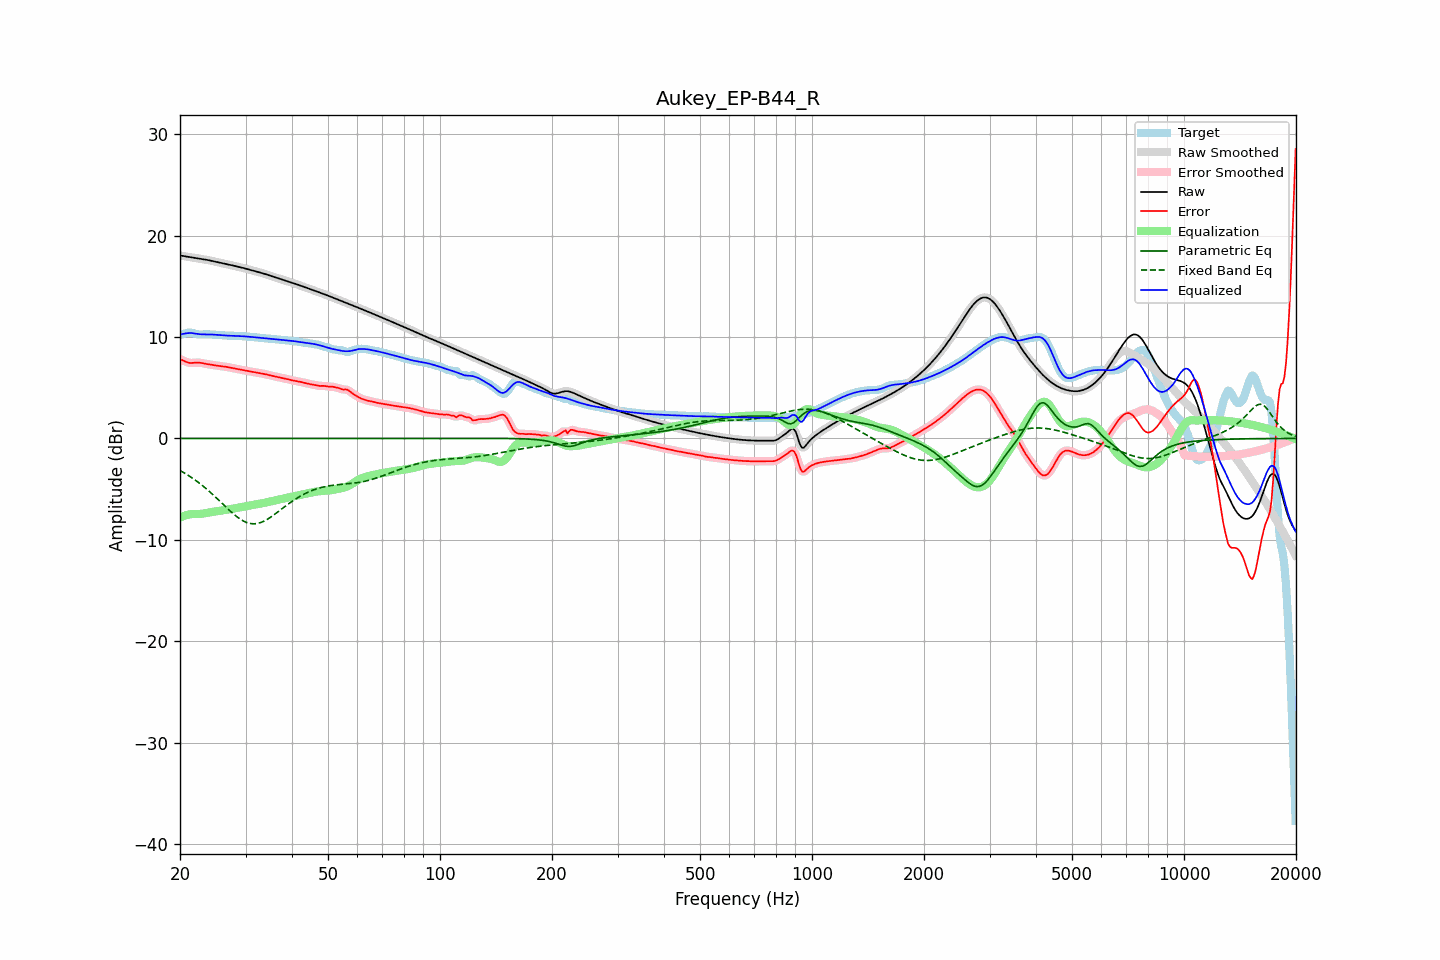 Aukey_EP-B44_R
Target
Raw Smoothed
Error Smoothed
Raw
Error
Equalization
Parametric Eq
Fixed Band Eq
Equalized
30
20
10
0
−10
−20
−30
−40
Amplitude (dBr)
20 50 100 200 500 1000 2000 5000 10000 20000
Frequency (Hz)